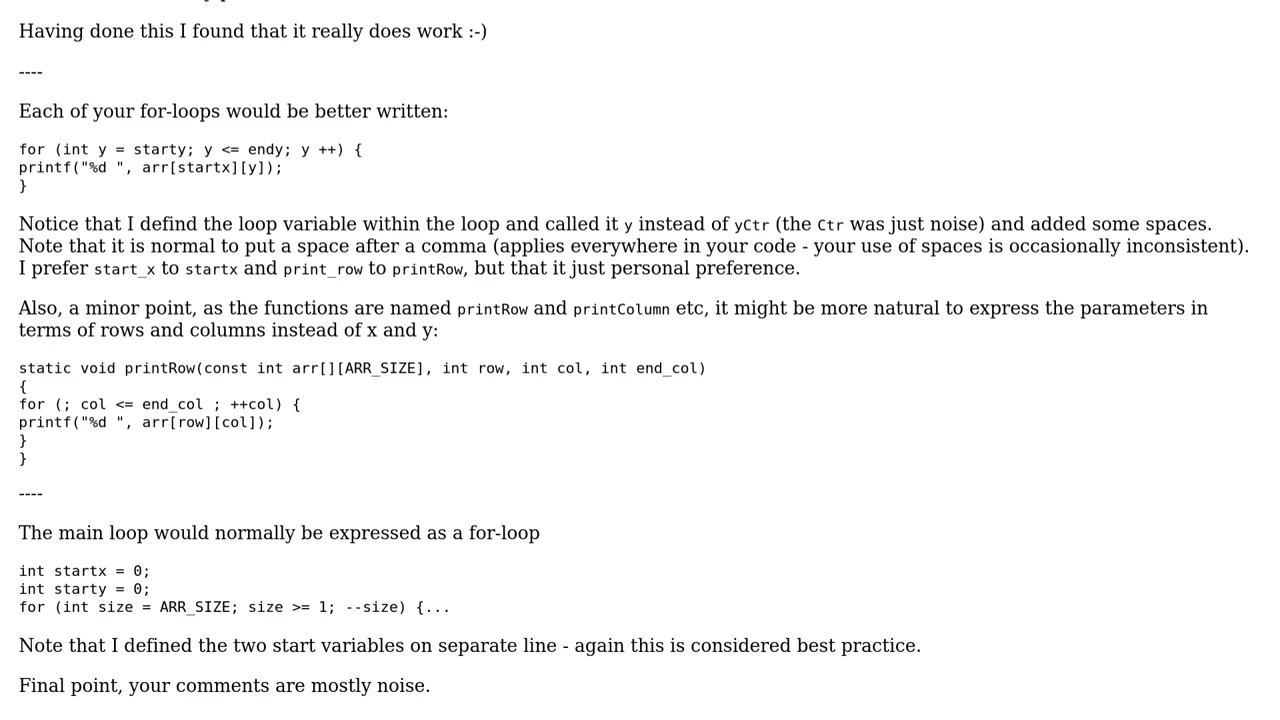 Having done this I found that it really does work :-)
----
Each of your for-loops would be better written:
for (int y = starty; y <= endy; y ++) {
printf("%d ", arr[startx][y]);
}
Notice that I defind the loop variable within the loop and called it y instead of yCtr (the Ctr was just noise) and added some spaces.
Note that it is normal to put a space after a comma (applies everywhere in your code - your use of spaces is occasionally inconsistent).
I prefer start_x to startx and print_row to printRow, but that it just personal preference.
Also, a minor point, as the functions are named printRow and printColumn etc, it might be more natural to express the parameters in
terms of rows and columns instead of x and y:
static void printRow(const int arr[][ARR_SIZE], int row, int col, int end_col)
{
for (; col <= end_col ; ++col) {
printf("%d ", arr[row][col]);
}
}
----
The main loop would normally be expressed as a for-loop
int startx = 0;
int starty = 0;
for (int size = ARR_SIZE; size >= 1; --size) {...
Note that I defined the two start variables on separate line - again this is considered best practice.
Final point, your comments are mostly noise.